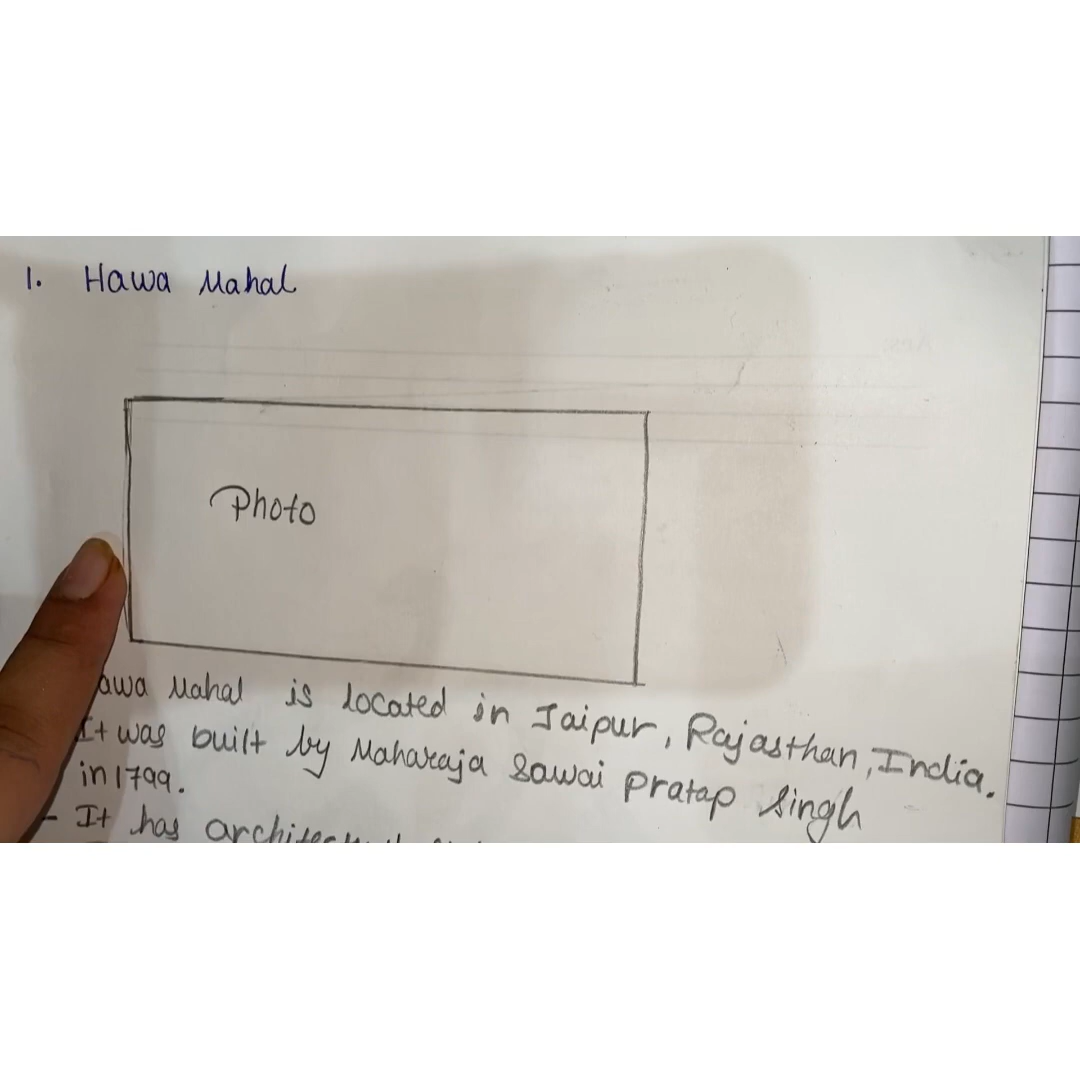 1. Hawa Mahal
Photo
awa Mahal is located in Jaipur, Rajasthan, India.
It was built by Maharaja Sawai Pratap Singh
in 1799.
- It has